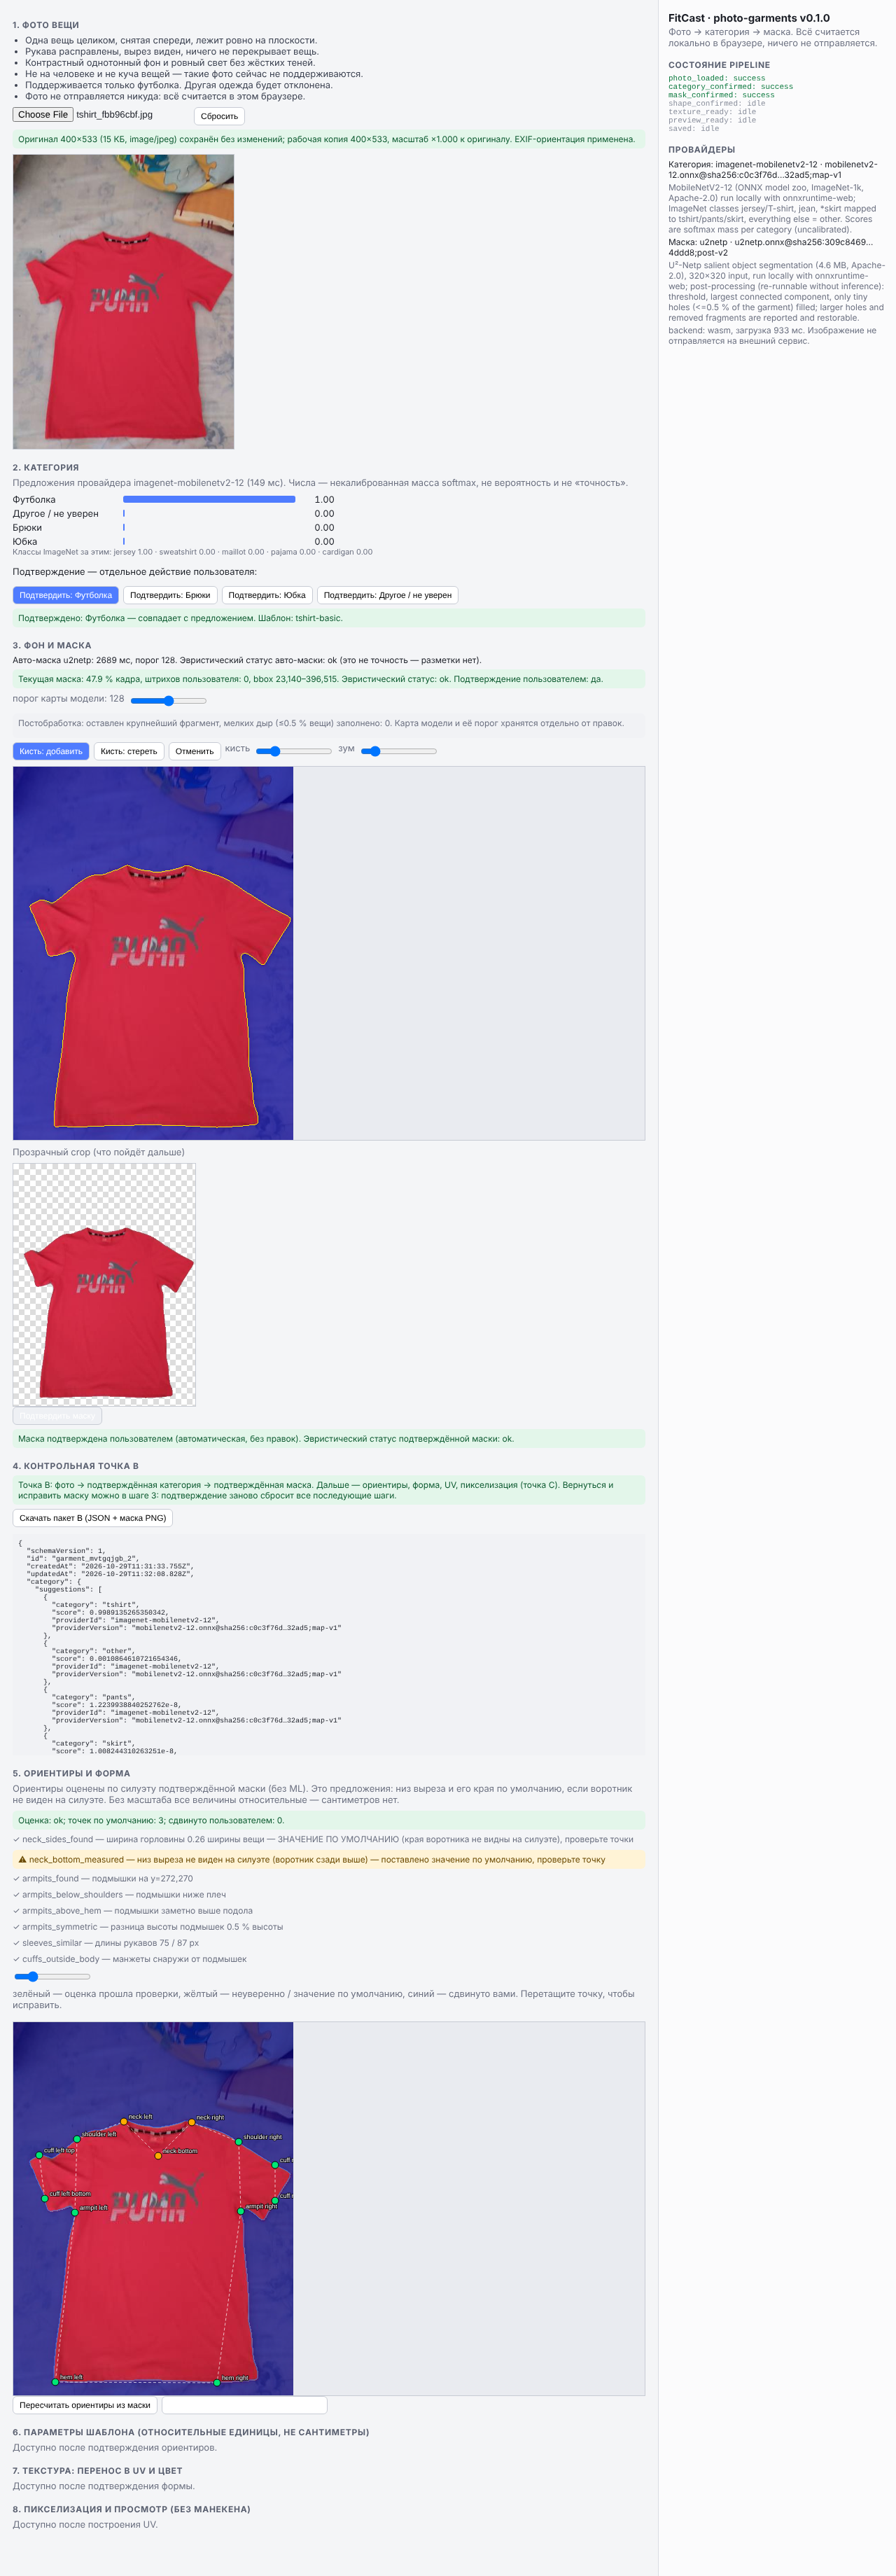 1. ФОТО ВЕЩИ
• Одна вещь целиком, снятая спереди, лежит ровно на плоскости.
• Рукава расправлены, вырез виден, ничего не перекрывает вещь.
• Контрастный однотонный фон и ровный свет без жёстких теней.
• Не на человеке и не куча вещей — такие фото сейчас не поддерживаются.
• Поддерживается только футболка. Другая одежда будет отклонена.
• Фото не отправляется никуда: всё считается в этом браузере.
Choose File tshirt_fbb96cbf.jpg Сбросить
Оригинал 400×533 (15 КБ, image/jpeg) сохранён без изменений; рабочая копия 400×533, масштаб ×1.000 к оригиналу. EXIF-ориентация применена.
PUMA
2. КАТЕГОРИЯ
Предложения провайдера imagenet-mobilenetv2-12 (149 мс). Числа — некалиброванная масса softmax, не вероятность и не «точность».
Футболка 1.00
Другое / не уверен 0.00
Брюки 0.00
Юбка 0.00
Классы ImageNet за этим: jersey 1.00 · sweatshirt 0.00 · maillot 0.00 · pajama 0.00 · cardigan 0.00
Подтверждение — отдельное действие пользователя:
Подтвердить: Футболка Подтвердить: Брюки Подтвердить: Юбка Подтвердить: Другое / не уверен
Подтверждено: Футболка — совпадает с предложением. Шаблон: tshirt-basic.
3. ФОН И МАСКА
Авто-маска u2netp: 2689 мс, порог 128. Эвристический статус авто-маски: ok (это не точность — разметки нет).
Текущая маска: 47.9 % кадра, штрихов пользователя: 0, bbox 23,140–396,515. Эвристический статус: ok. Подтверждение пользователем: да.
порог карты модели: 128
Постобработка: оставлен крупнейший фрагмент, мелких дыр (≤0.5 % вещи) заполнено: 0. Карта модели и её порог хранятся отдельно от правок.
Кисть: добавить Кисть: стереть Отменить кисть зум
PUMA
Прозрачный crop (что пойдёт дальше)
PUMA
Подтвердить маску
Маска подтверждена пользователем (автоматическая, без правок). Эвристический статус подтверждённой маски: ok.
4. КОНТРОЛЬНАЯ ТОЧКА B
Точка B: фото → подтверждённая категория → подтверждённая маска. Дальше — ориентиры, форма, UV, пикселизация (точка C). Вернуться и
исправить маску можно в шаге 3: подтверждение заново сбросит все последующие шаги.
Скачать пакет B (JSON + маска PNG)
{
"schemaVersion": 1,
"id": "garment_mvtgqjgb_2",
"createdAt": "2026-10-29T11:31:33.755Z",
"updatedAt": "2026-10-29T11:32:08.828Z",
"category": {
"suggestions": [
{
"category": "tshirt",
"score": 0.9989135265350342,
"providerId": "imagenet-mobilenetv2-12",
"providerVersion": "mobilenetv2-12.onnx@sha256:c0c3f76d…32ad5;map-v1"
},
{
"category": "other",
"score": 0.0010864610721654346,
"providerId": "imagenet-mobilenetv2-12",
"providerVersion": "mobilenetv2-12.onnx@sha256:c0c3f76d…32ad5;map-v1"
},
{
"category": "pants",
"score": 1.2239938840252762e-8,
"providerId": "imagenet-mobilenetv2-12",
"providerVersion": "mobilenetv2-12.onnx@sha256:c0c3f76d…32ad5;map-v1"
},
{
"category": "skirt",
"score": 1.008244310263251e-8,
5. ОРИЕНТИРЫ И ФОРМА
Ориентиры оценены по силуэту подтверждённой маски (без ML). Это предложения: низ выреза и его края по умолчанию, если воротник
не виден на силуэте. Без масштаба все величины относительные — сантиметров нет.
Оценка: ok; точек по умолчанию: 3; сдвинуто пользователем: 0.
✓ neck_sides_found — ширина горловины 0.26 ширины вещи — ЗНАЧЕНИЕ ПО УМОЛЧАНИЮ (края воротника не видны на силуэте), проверьте точки
⚠ neck_bottom_measured — низ выреза не виден на силуэте (воротник сзади выше) — поставлено значение по умолчанию, проверьте точку
✓ armpits_found — подмышки на y=272,270
✓ armpits_below_shoulders — подмышки ниже плеч
✓ armpits_above_hem — подмышки заметно выше подола
✓ armpits_symmetric — разница высоты подмышек 0.5 % высоты
✓ sleeves_similar — длины рукавов 75 / 87 px
✓ cuffs_outside_body — манжеты снаружи от подмышек
зелёный — оценка прошла проверки, жёлтый — неуверенно / значение по умолчанию, синий — сдвинуто вами. Перетащите точку, чтобы
исправить.
neck left neck right
shoulder left shoulder right
cuff left top neck bottom cuff r
cuff left bottom cuff r
armpit left armpit right
PUMA
hem left hem right
Пересчитать ориентиры из маски
6. ПАРАМЕТРЫ ШАБЛОНА (ОТНОСИТЕЛЬНЫЕ ЕДИНИЦЫ, НЕ САНТИМЕТРЫ)
Доступно после подтверждения ориентиров.
7. ТЕКСТУРА: ПЕРЕНОС В UV И ЦВЕТ
Доступно после подтверждения формы.
8. ПИКСЕЛИЗАЦИЯ И ПРОСМОТР (БЕЗ МАНЕКЕНА)
Доступно после построения UV.
FitCast · photo-garments v0.1.0
Фото → категория → маска. Всё считается
локально в браузере, ничего не отправляется.
СОСТОЯНИЕ PIPELINE
photo_loaded: success
category_confirmed: success
mask_confirmed: success
shape_confirmed: idle
texture_ready: idle
preview_ready: idle
saved: idle
ПРОВАЙДЕРЫ
Категория: imagenet-mobilenetv2-12 · mobilenetv2-
12.onnx@sha256:c0c3f76d…32ad5;map-v1
MobileNetV2-12 (ONNX model zoo, ImageNet-1k,
Apache-2.0) run locally with onnxruntime-web;
ImageNet classes jersey/T-shirt, jean, *skirt mapped
to tshirt/pants/skirt, everything else = other. Scores
are softmax mass per category (uncalibrated).
Маска: u2netp · u2netp.onnx@sha256:309c8469…
4ddd8;post-v2
U²-Netp salient object segmentation (4.6 MB, Apache-
2.0), 320×320 input, run locally with onnxruntime-
web; post-processing (re-runnable without inference):
threshold, largest connected component, only tiny
holes (<=0.5 % of the garment) filled; larger holes and
removed fragments are reported and restorable.
backend: wasm, загрузка 933 мс. Изображение не
отправляется на внешний сервис.